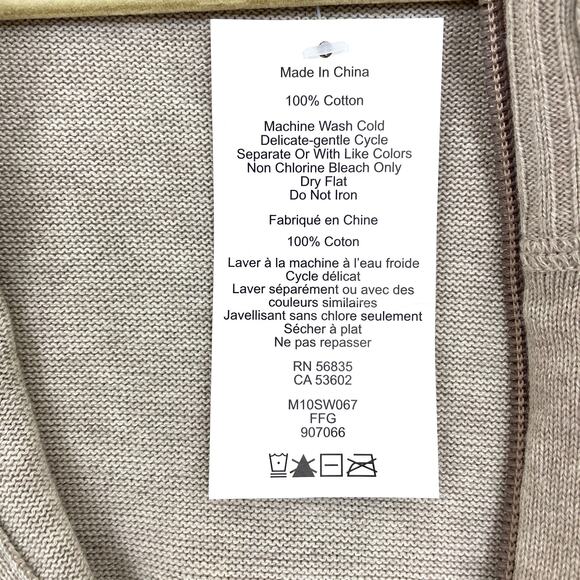 Made In China
100% Cotton
Machine Wash Cold
Delicate-gentle Cycle
Separate Or With Like Colors
Non Chlorine Bleach Only
Dry Flat
Do Not Iron
Fabriqué en Chine
100% Coton
Laver à la machine à l'eau froide
Cycle délicat
Laver séparément ou avec des
couleurs similaires
Javellisant sans chlore seulement
Sécher à plat
Ne pas repasser
RN 56835
CA 53602
M10SW067
FFG
907066